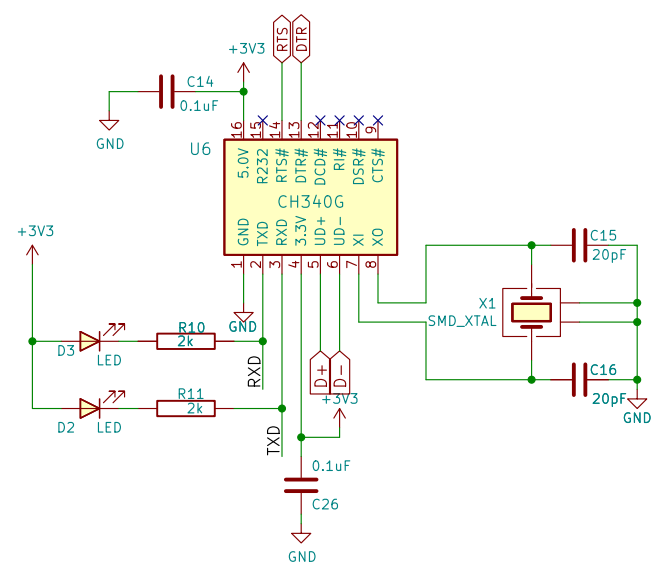 RTS
DTR
+3V3
C14
0.1uF
GND
16
15
14
13
12
11
10
9
U6
5.0V
R232
RTS#
DTR#
DCD#
RI#
DSR#
CTS#
CH340G
GND
TXD
RXD
3.3V
UD+
UD-
XI
XO
1
2
3
4
5
6
7
8
+3V3
C15
20pF
X1
SMD_XTAL
GND
R10
2k
D3
LED
RXD
D+
D-
C16
20pF
+3V3
R11
2k
D2
LED
GND
TXD
0.1uF
C26
GND